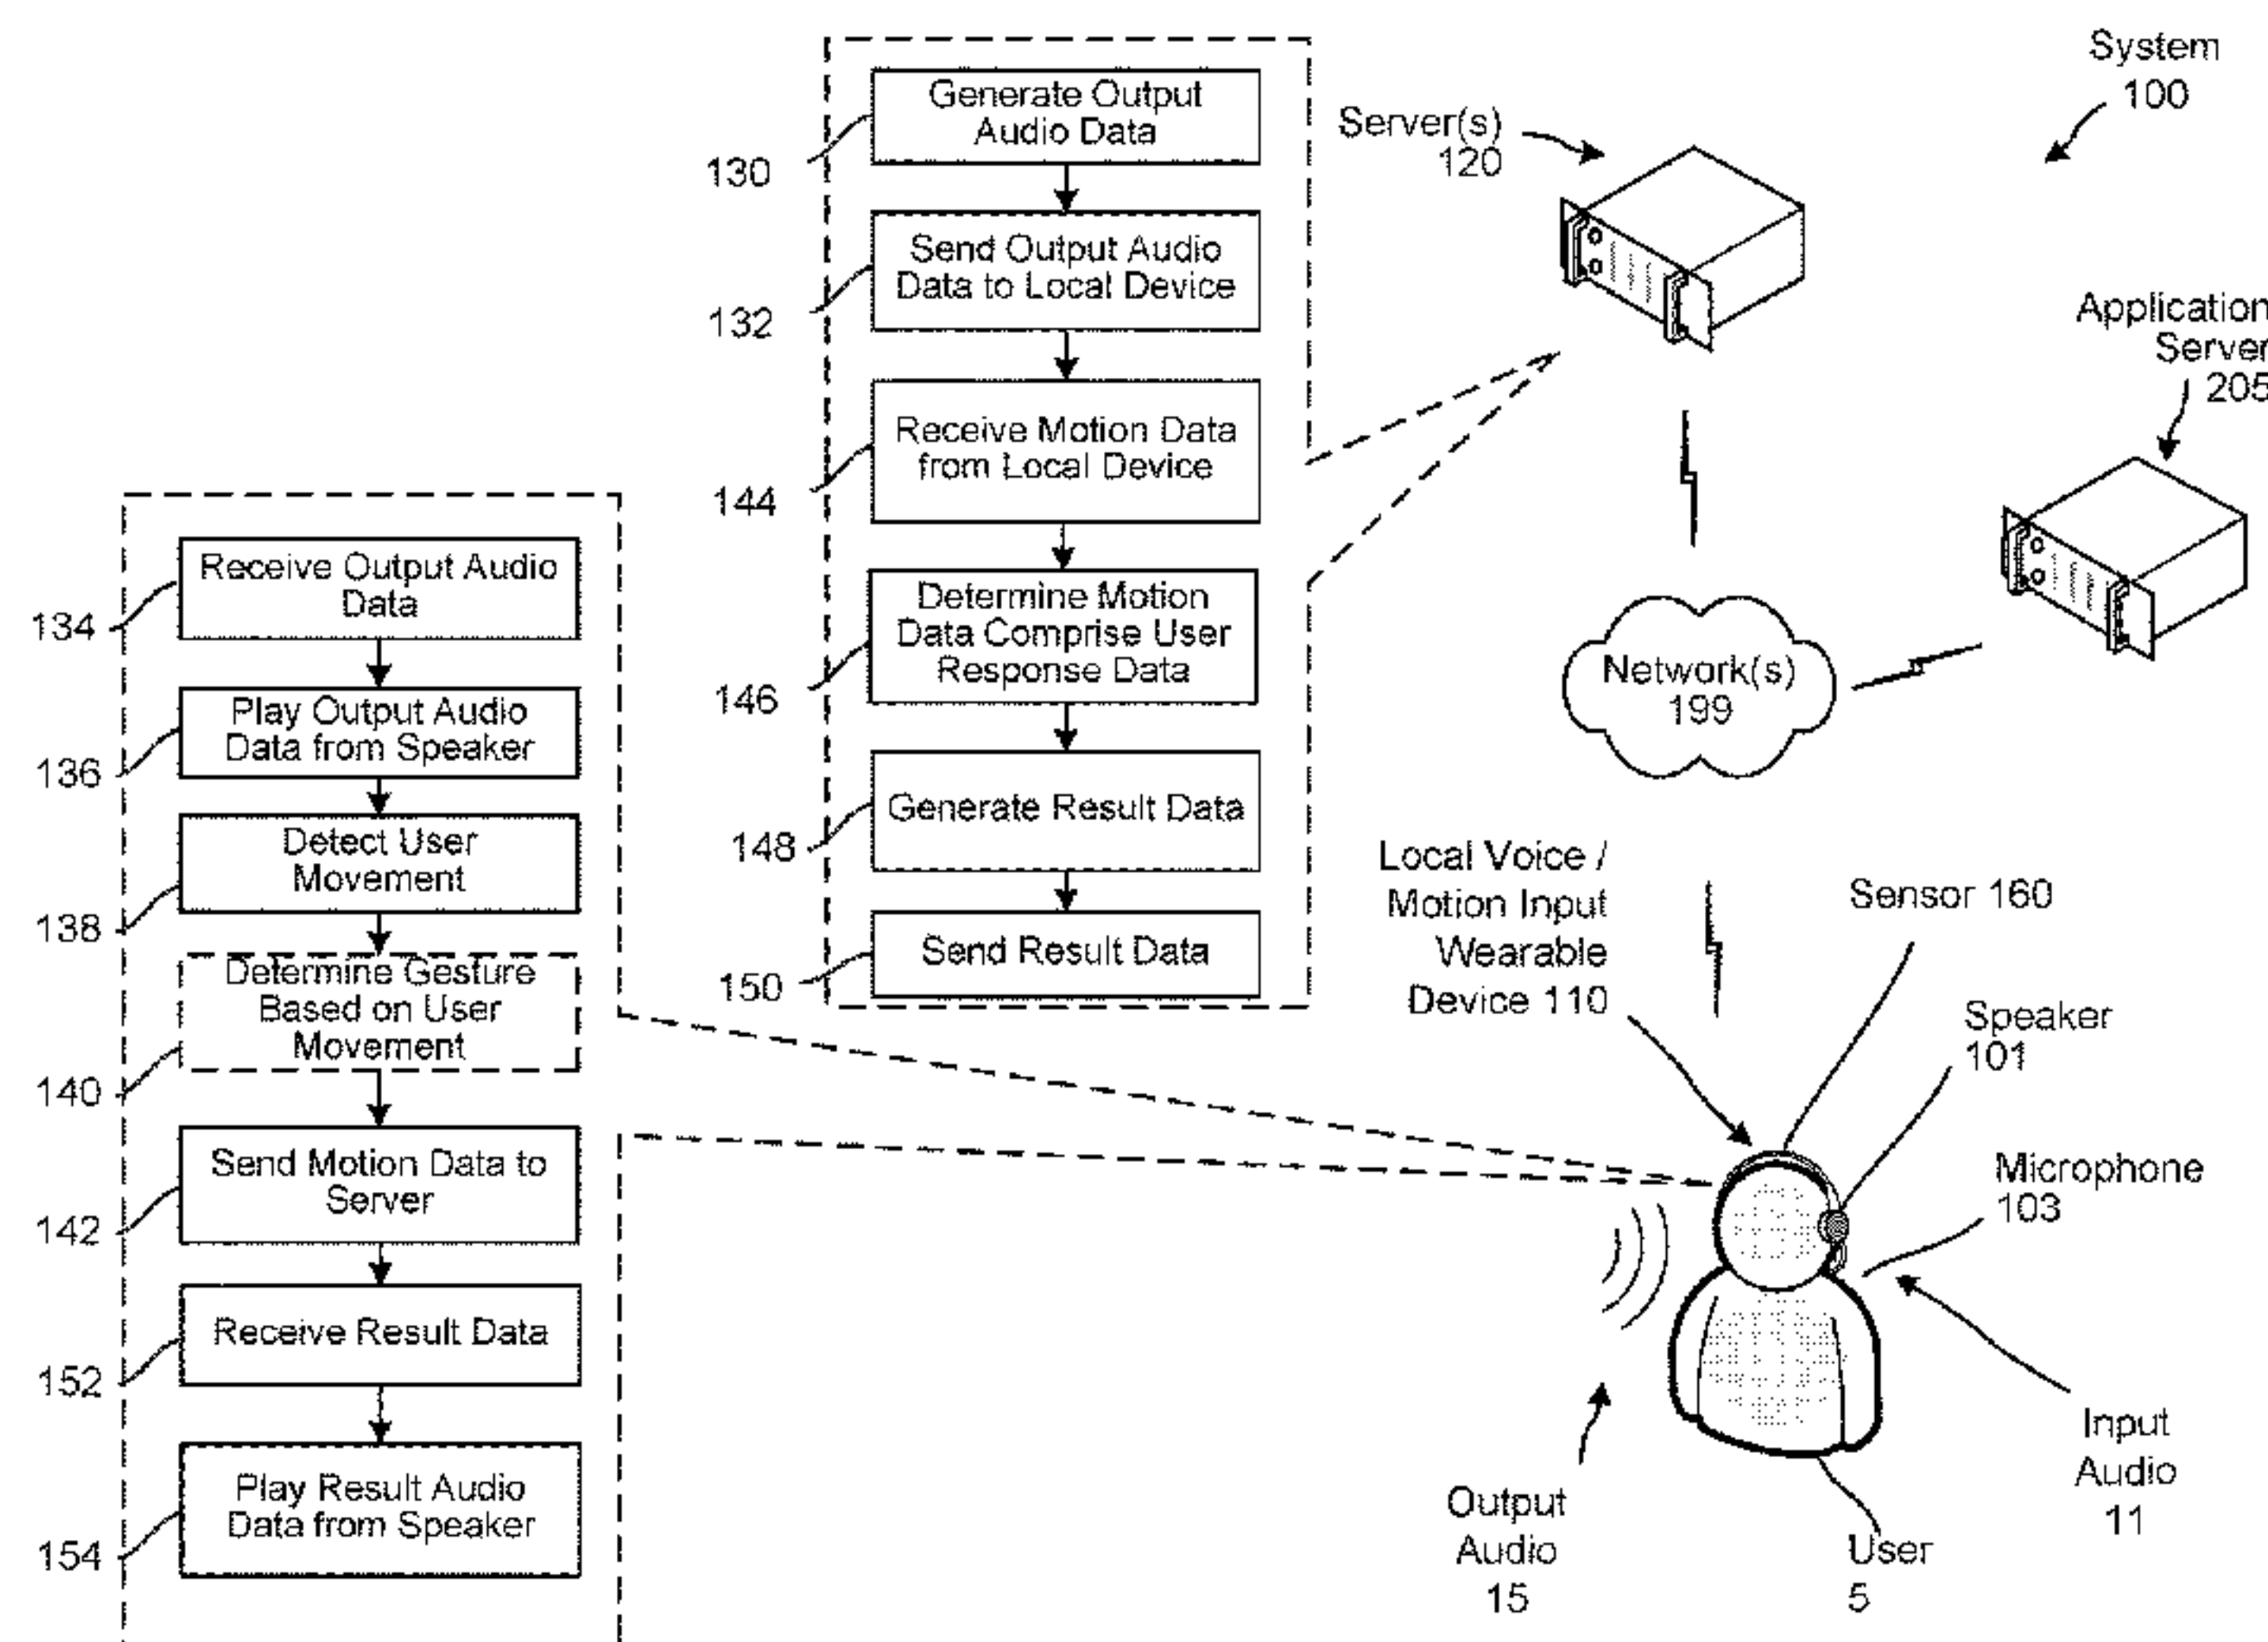 System
100
Server(s)
120
Application
Server
205
Generate Output
Audio Data
130
Send Output Audio
Data to Local Device
132
Receive Motion Data
from Local Device
144
Determine Motion
Data Comprise User
Response Data
146
Generate Result Data
148
Send Result Data
150
Receive Output Audio
Data
134
Play Output Audio
Data from Speaker
136
Detect User
Movement
138
Determine Gesture
Based on User
Movement
140
Send Motion Data to
Server
142
Receive Result Data
152
Play Result Audio
Data from Speaker
154
Network(s)
199
Local Voice /
Motion Input
Wearable
Device 110
Sensor 160
Speaker
101
Microphone
103
Input
Audio
11
Output
Audio
15
User
5